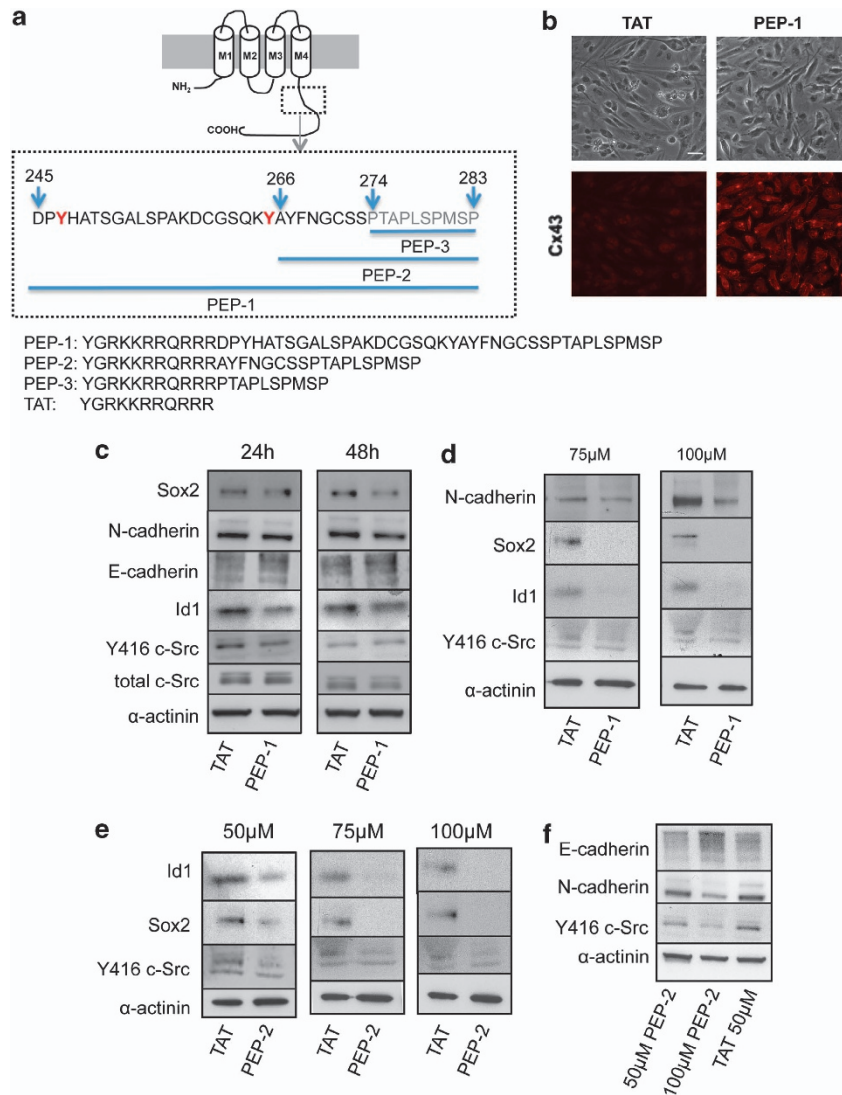 a
M1 M2 M3 M4
NH2
COOH
245 266 274 283
DPYHATSGALSPAKDCGSQKYAYFNGCSSPTAPLSPMSP
PEP-3
PEP-2
PEP-1
PEP-1: YGRKKRRQRRRDPYHATSGALSPAKDCGSQKYAYFNGCSSPTAPLSPMSP
PEP-2: YGRKKRRQRRRAYFNGCSSPTAPLSPMSP
PEP-3: YGRKKRRQRRRPTAPLSPMSP
TAT: YGRKKRRQRRR
b
TAT PEP-1
Cx43
c
24h 48h
Sox2
N-cadherin
E-cadherin
Id1
Y416 c-Src
total c-Src
α-actinin
TAT PEP-1 TAT PEP-1
d
75µM 100µM
N-cadherin
Sox2
Id1
Y416 c-Src
α-actinin
TAT PEP-1 TAT PEP-1
e
50µM 75µM 100µM
Id1
Sox2
Y416 c-Src
α-actinin
TAT PEP-2 TAT PEP-2 TAT PEP-2
f
E-cadherin
N-cadherin
Y416 c-Src
α-actinin
50µM PEP-2 100µM PEP-2 TAT 50µM